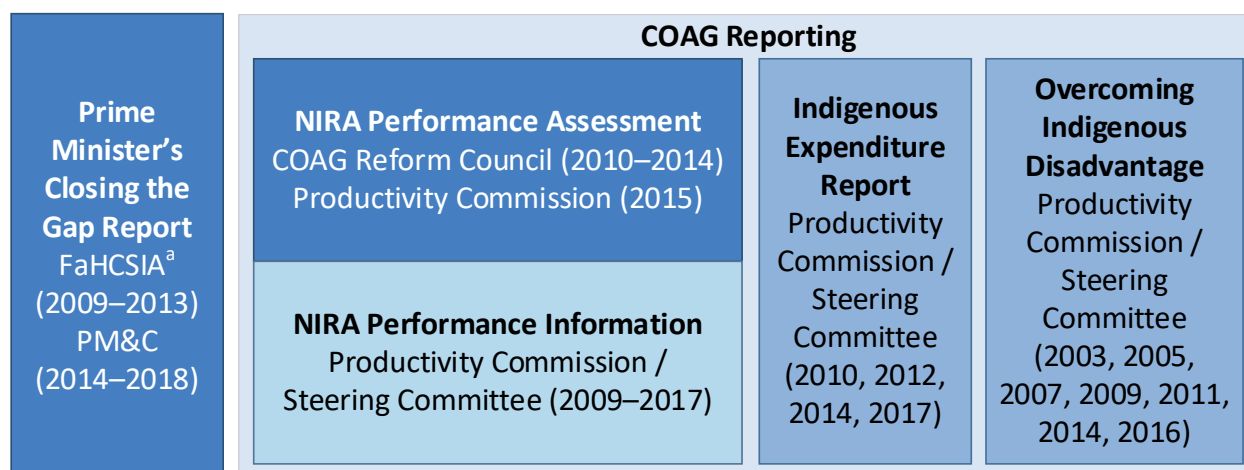 Prime
Minister’s
Closing the
Gap Report
FaHCSIAa
(2009–2013)
PM&C
(2014–2018)
COAG Reporting
NIRA Performance Assessment
COAG Reform Council (2010–2014)
Productivity Commission (2015)
NIRA Performance Information
Productivity Commission /
Steering Committee (2009–2017)
Indigenous
Expenditure
Report
Productivity
Commission /
Steering
Committee
(2010, 2012,
2014, 2017)
Overcoming
Indigenous
Disadvantage
Productivity
Commission /
Steering
Committee
(2003, 2005,
2007, 2009, 2011,
2014, 2016)